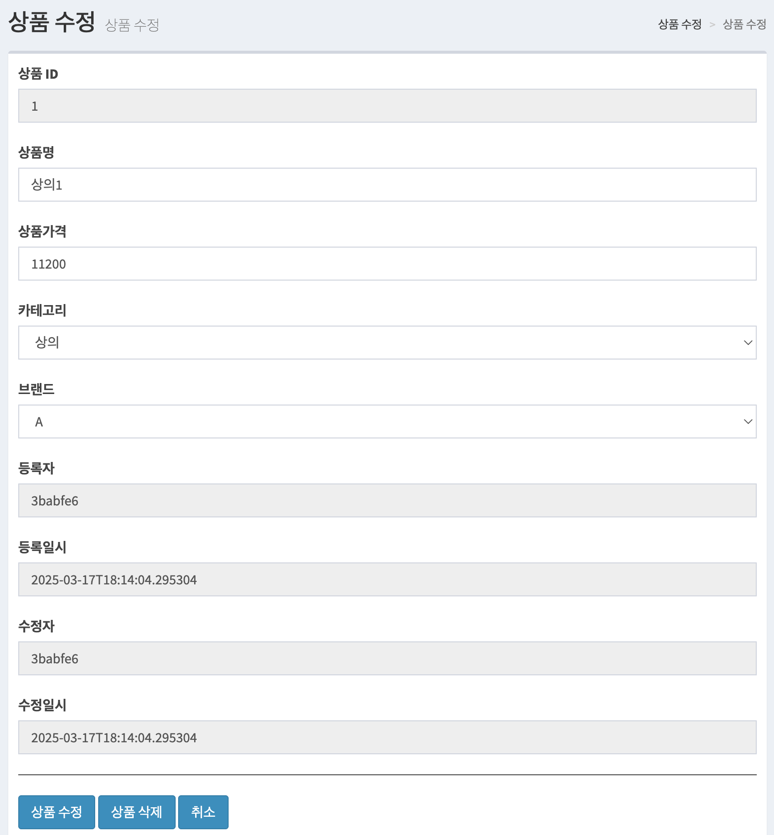 상품 수정 상품 수정 상품 수정 > 상품 수정
상품 ID
1
상품명
상의1
상품가격
11200
카테고리
상의
브랜드
A
등록자
3babfe6
등록일시
2025-03-17T18:14:04.295304
수정자
3babfe6
수정일시
2025-03-17T18:14:04.295304
상품 수정 상품 삭제 취소